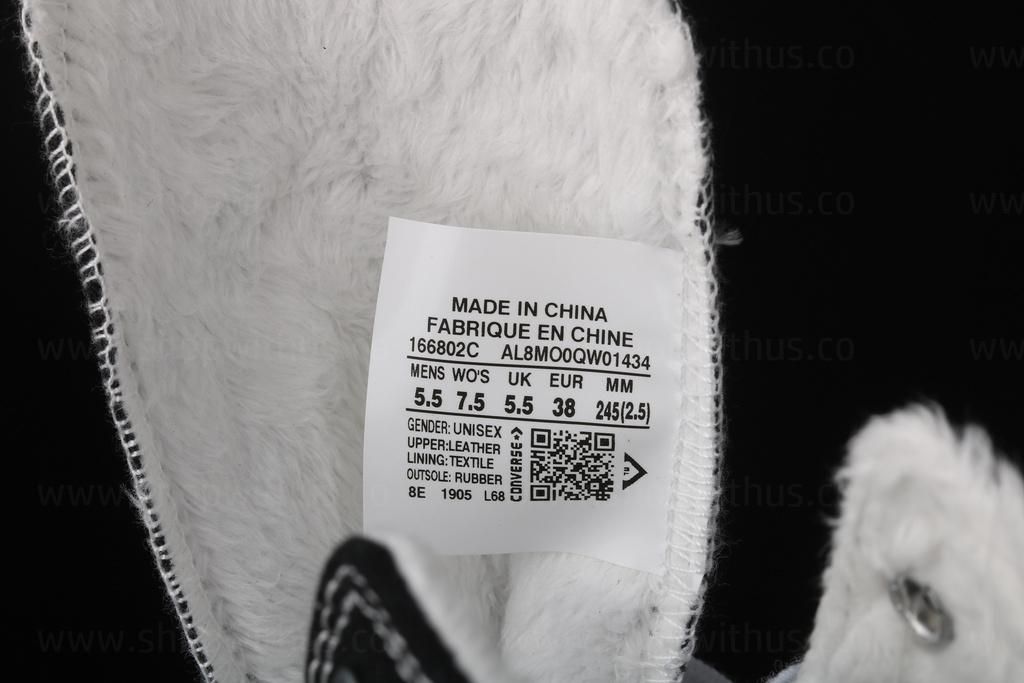 MADE IN CHINA
FABRIQUE EN CHINE
166802C AL8MO0QW01434
MENS WO'S UK EUR MM
5.5 7.5 5.5 38 245(2.5)
GENDER: UNISEX
UPPER:LEATHER
LINING:TEXTILE
OUTSOLE: RUBBER
8E 1905 L68
CONVERSE